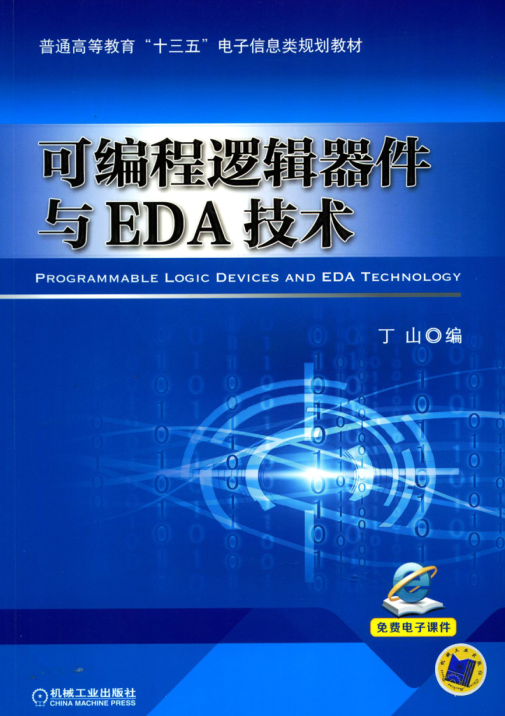 普通高等教育“十三五”电子信息类规划教材
可编程逻辑器件
与EDA技术
PROGRAMMABLE LOGIC DEVICES AND EDA TECHNOLOGY
丁 山◎编
免费电子课件
机械工业出版社
CHINA MACHINE PRESS